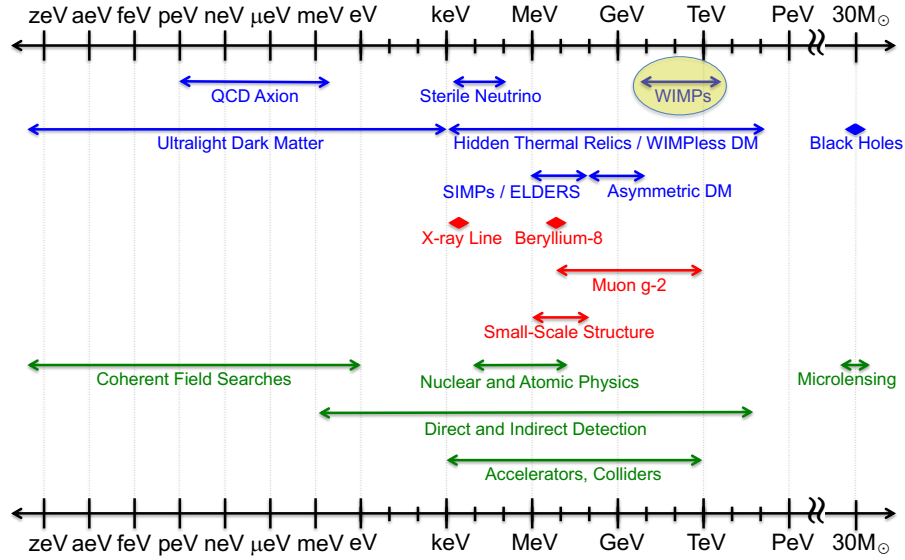 zeV aeV feV peV neV μeV meV eV keV MeV GeV TeV PeV 30M⊙
QCD Axion Sterile Neutrino WIMPs
Ultralight Dark Matter Hidden Thermal Relics / WIMPless DM Black Holes
SIMPs / ELDERS Asymmetric DM
X-ray Line Beryllium-8
Muon g-2
Small-Scale Structure
Coherent Field Searches Nuclear and Atomic Physics Microlensing
Direct and Indirect Detection
Accelerators, Colliders
zeV aeV feV peV neV μeV meV eV keV MeV GeV TeV PeV 30M⊙